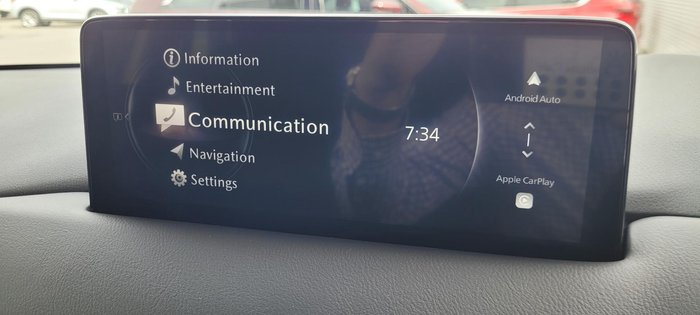 Information
Entertainment
Communication
Navigation
Settings
7:34
Android Auto
Apple CarPlay